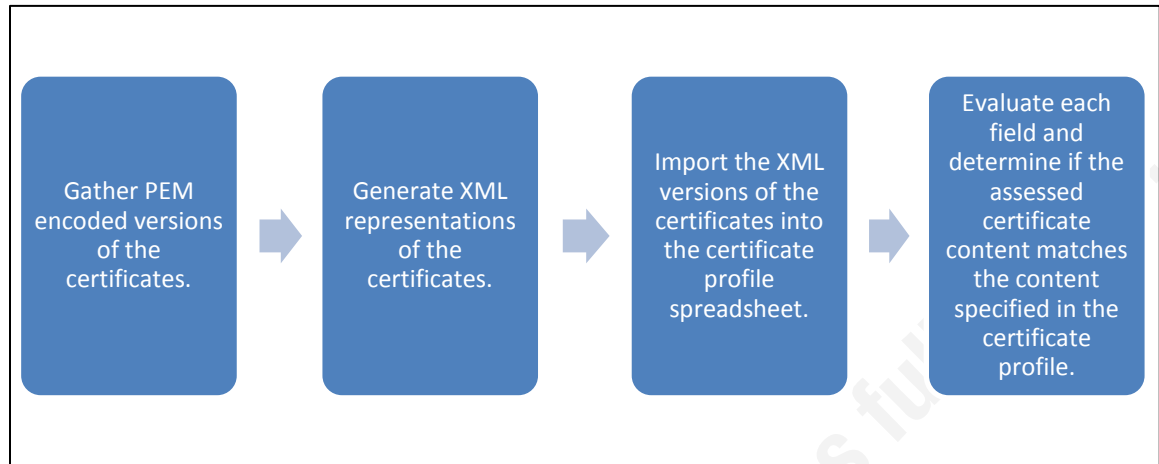 Gather PEM
encoded versions
of the
certificates.
Generate XML
representations
of the
certificates.
Import the XML
versions of the
certificates into
the certificate
profile
spreadsheet.
Evaluate each
field and
determine if the
assessed
certificate
content matches
the content
specified in the
certificate
profile.